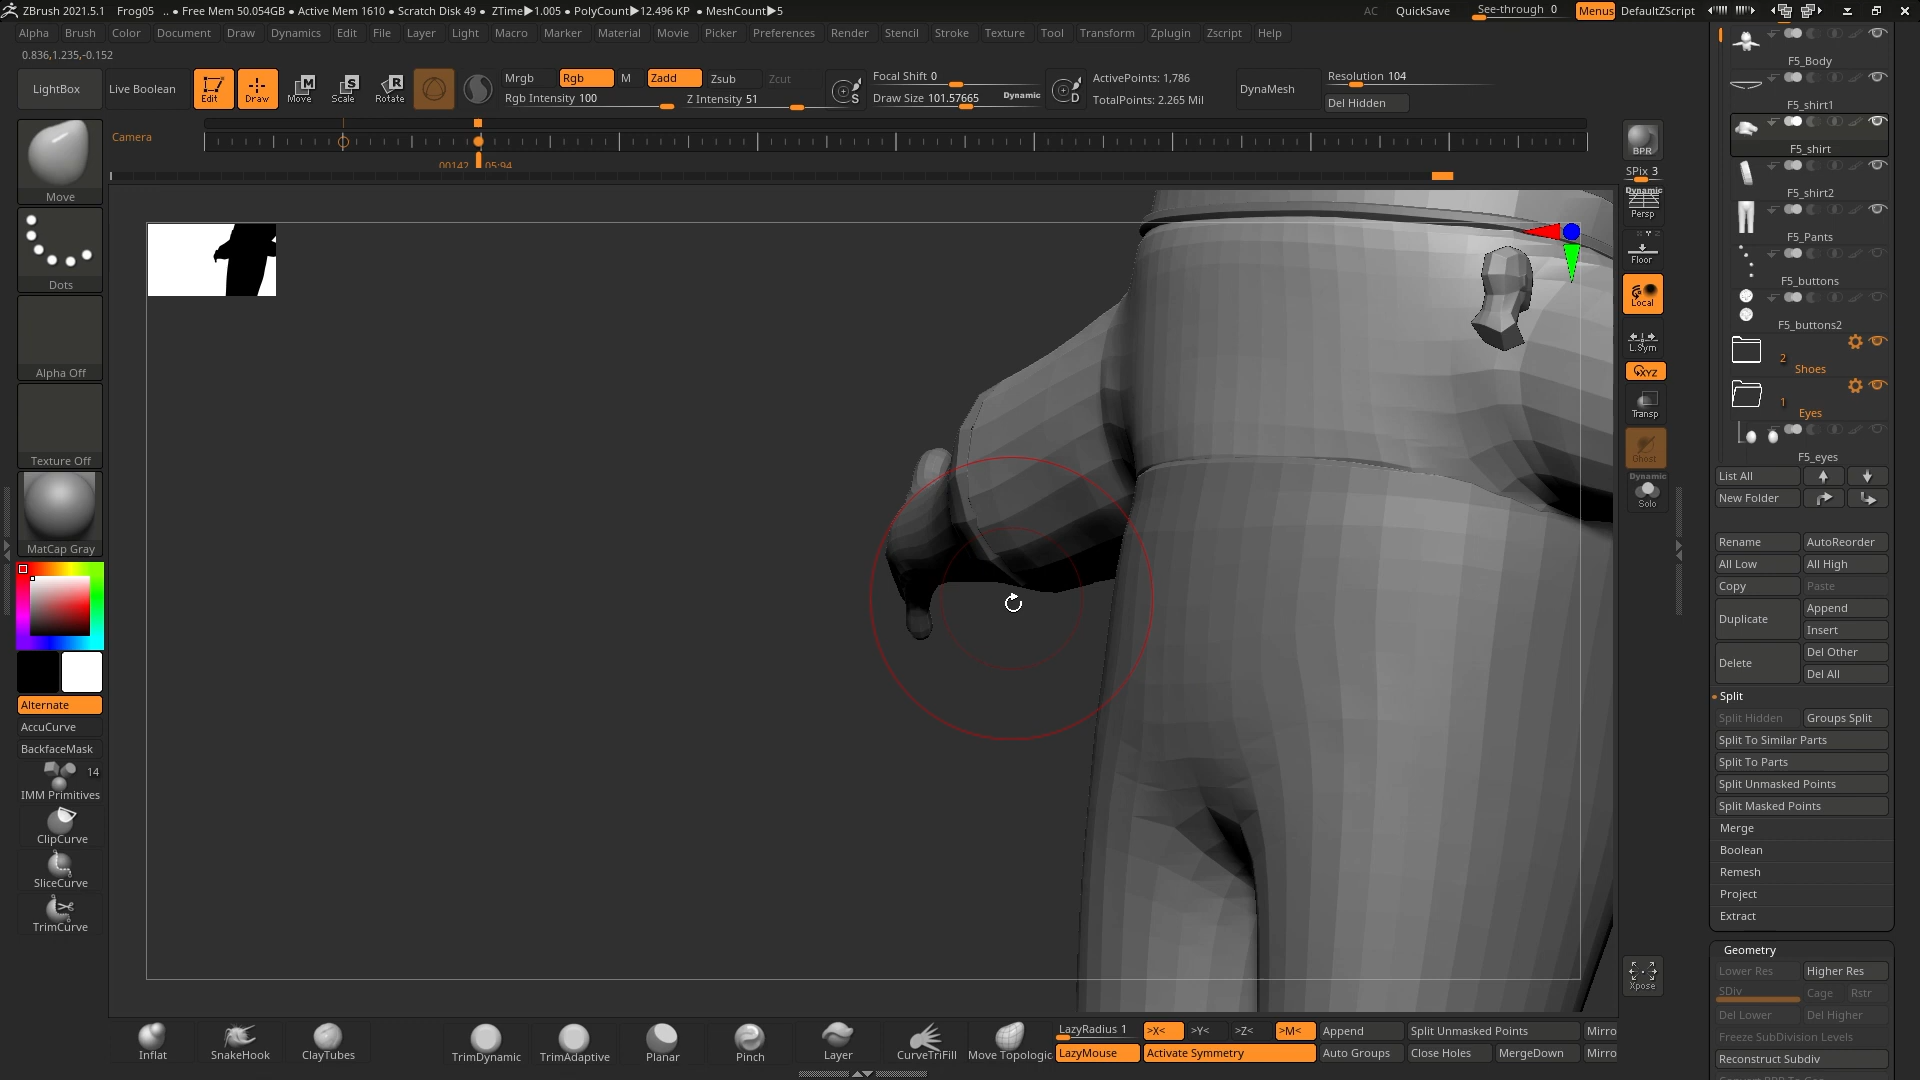 ZBrush 2021.5.1 Frog05 .. ● Free Mem 50.054GB ● Active Mem 1610 ● Scratch Disk 49 ● ZTime▶1.005 ● PolyCount▶12.496 KP ● MeshCount▶5 AC QuickSave See-through 0 Menus DefaultZScript
Alpha Brush Color Document Draw Dynamics Edit File Layer Light Macro Marker Material Movie Picker Preferences Render Stencil Stroke Texture Tool Transform Zplugin Zscript Help
0.836,1.235,-0.152
LightBox Live Boolean Edit Draw Move Scale Rotate
Mrgb Rgb M Zadd Zsub Zcut
Rgb Intensity 100 Z Intensity 51
Focal Shift 0
Draw Size 101.57665 Dynamic
ActivePoints: 1,786
TotalPoints: 2.265 Mil
DynaMesh
Resolution 104
Del Hidden
Camera
00142 05:94
Move
Dots
Alpha Off
Texture Off
MatCap Gray
Alternate
AccuCurve
BackfaceMask
14
IMM Primitives
ClipCurve
SliceCurve
TrimCurve
BPR
SPix 3
Dynamic
Persp
Floor
Local
L.Sym
XYZ
Transp
Ghost
Dynamic
Solo
Xpose
F5_Body
F5_shirt1
F5_shirt
F5_shirt2
F5_Pants
F5_buttons
F5_buttons2
2
Shoes
1
Eyes
F5_eyes
List All
New Folder
Rename AutoReorder
All Low All High
Copy Paste
Duplicate Append
Insert
Delete Del Other
Del All
Split
Split Hidden Groups Split
Split To Similar Parts
Split To Parts
Split Unmasked Points
Split Masked Points
Merge
Boolean
Remesh
Project
Extract
Geometry
Lower Res Higher Res
SDiv Cage Rstr
Del Lower Del Higher
Freeze SubDivision Levels
Reconstruct Subdiv
Inflat SnakeHook ClayTubes TrimDynamic TrimAdaptive Planar Pinch Layer CurveTriFill Move Topologic
LazyRadius 1 >X< >Y< >Z< >M< Append Split Unmasked Points Mirro
LazyMouse Activate Symmetry Auto Groups Close Holes MergeDown Mirro